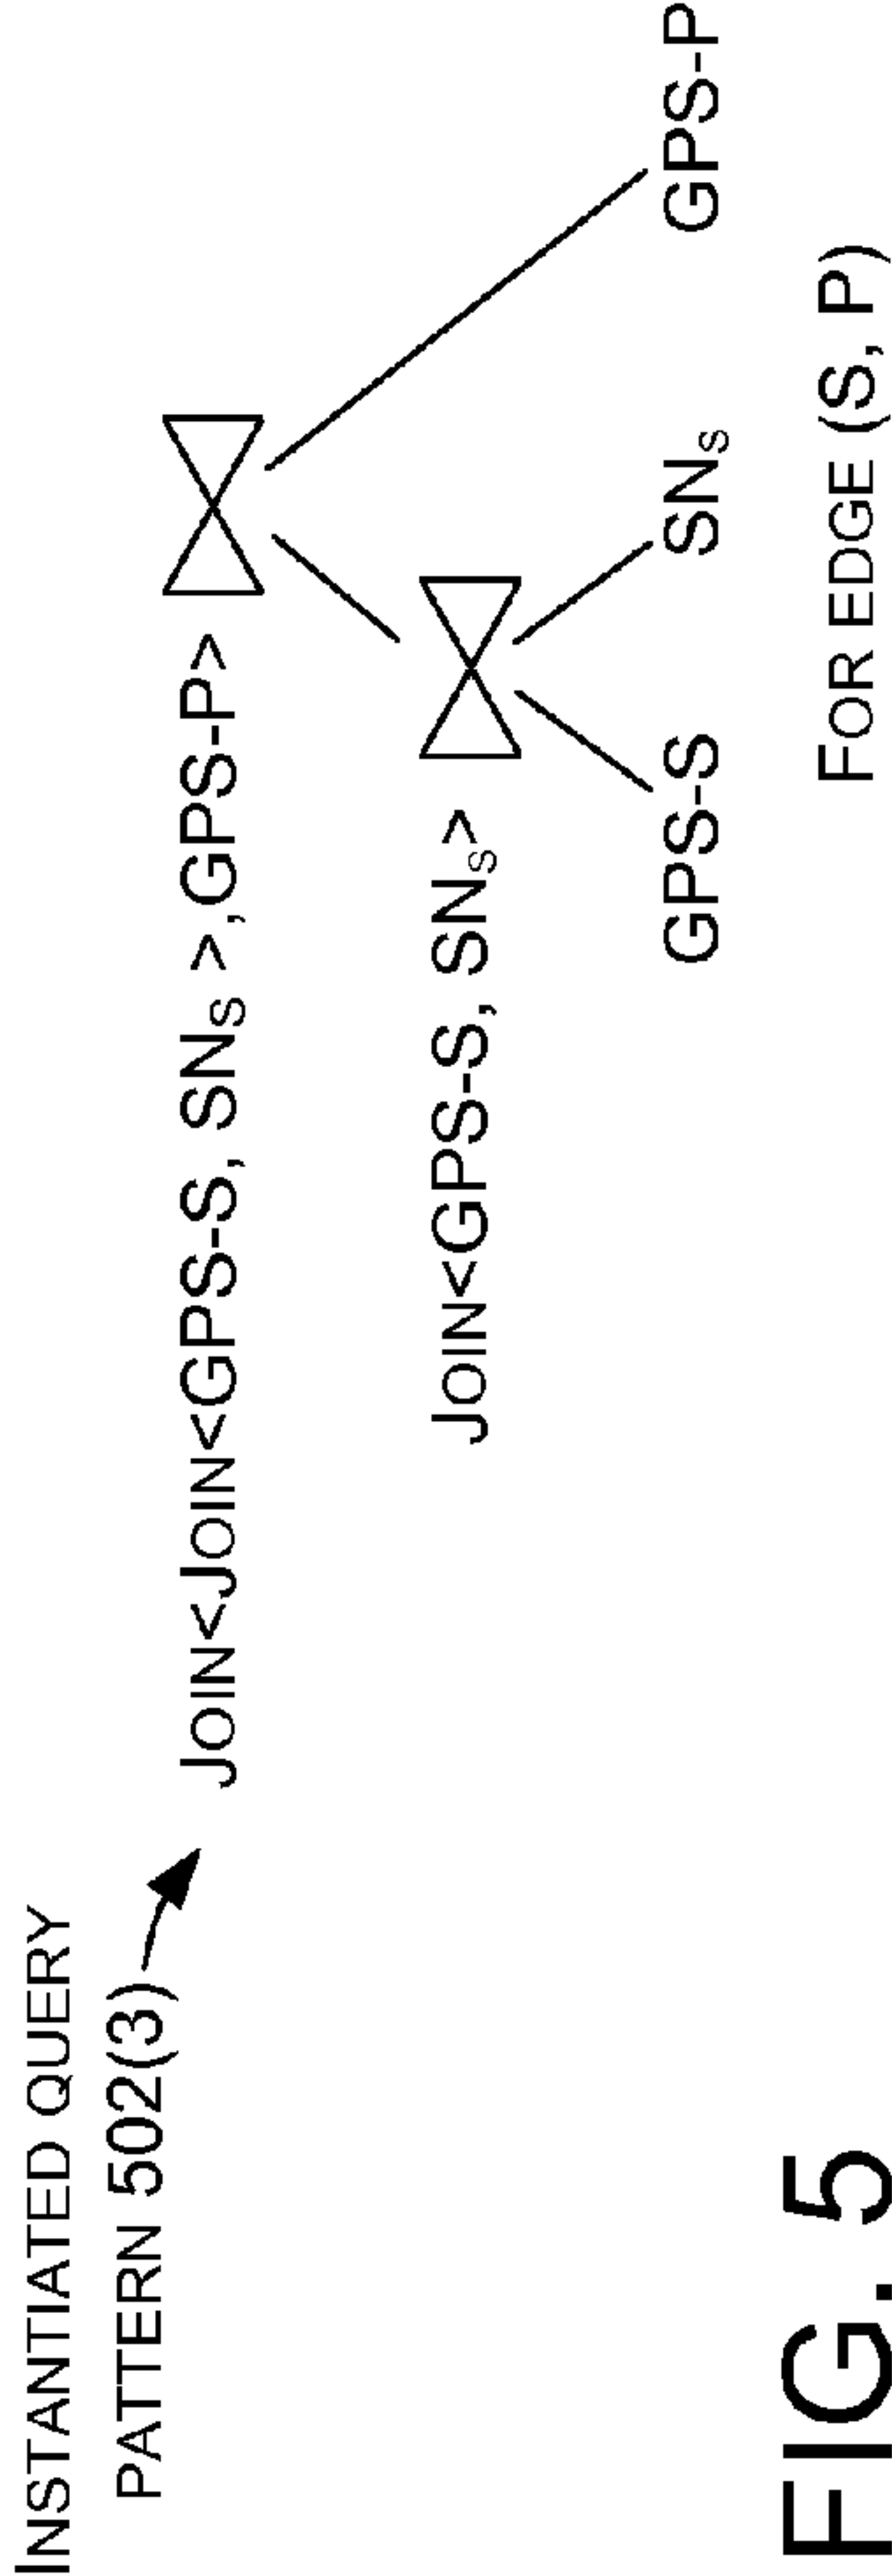 INSTANTIATED QUERY
PATTERN 502(3)
JOIN<JOIN<GPS-S, SNS >,GPS-P>
JOIN<GPS-S, SNS>
GPS-S SNS GPS-P
FOR EDGE (S, P)
FIG. 5